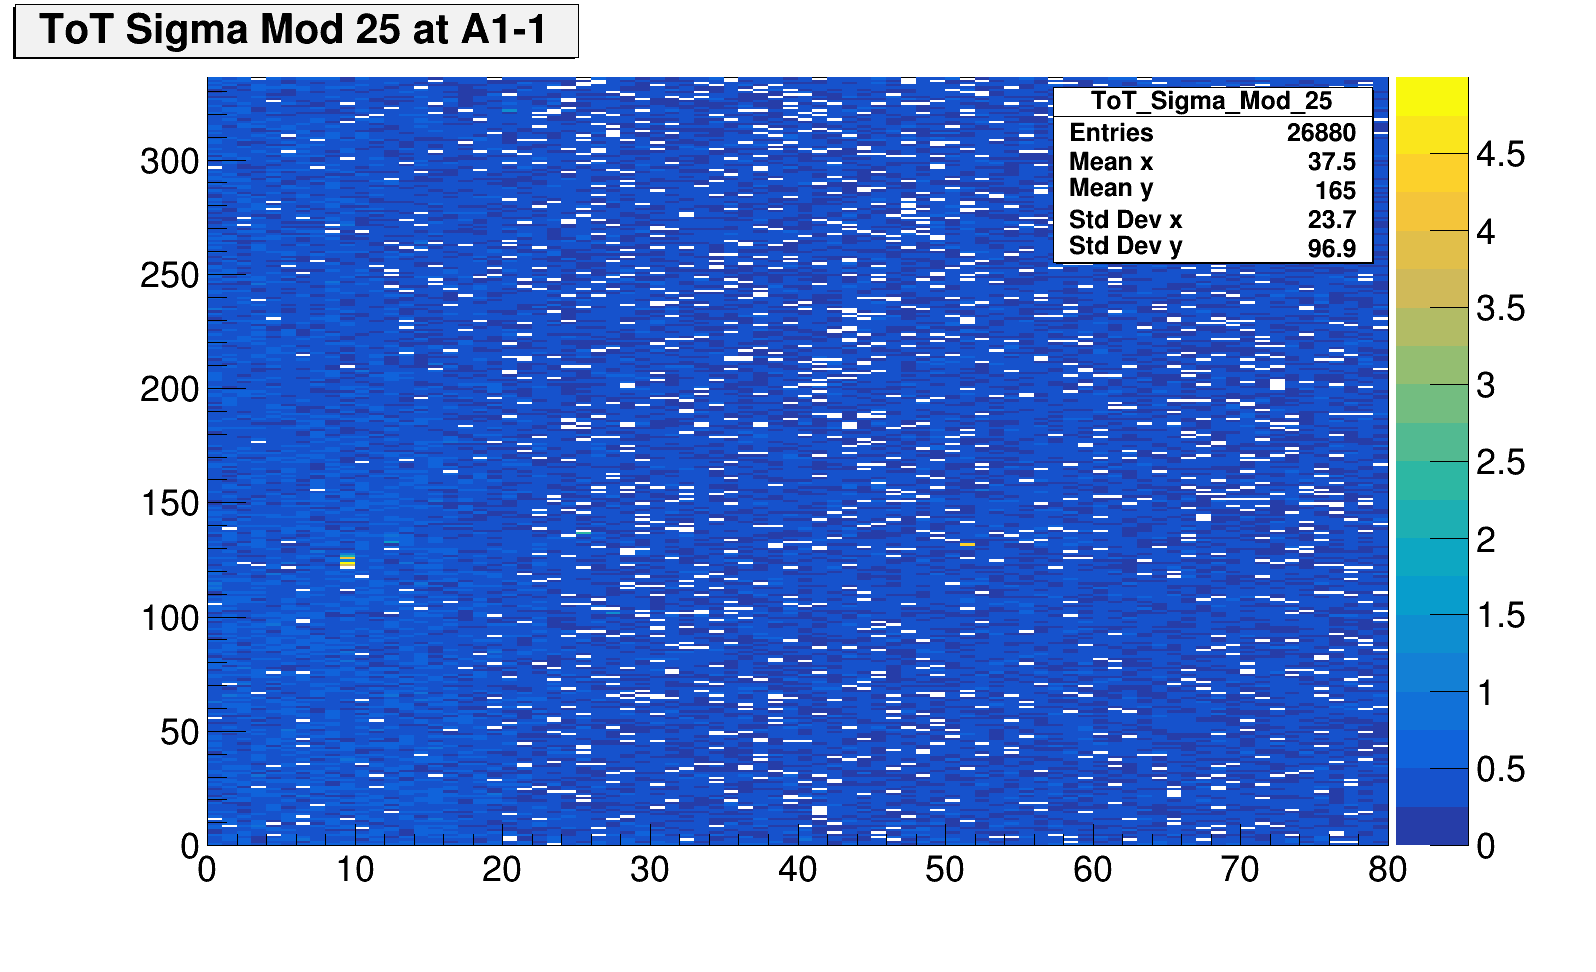 ToT Sigma Mod 25 at A1-1
ToT_Sigma_Mod_25
Entries 26880
Mean x 37.5
Mean y 165
Std Dev x 23.7
Std Dev y 96.9
300
250
200
150
100
50
0
0 10 20 30 40 50 60 70 80
4.5
4
3.5
3
2.5
2
1.5
1
0.5
0